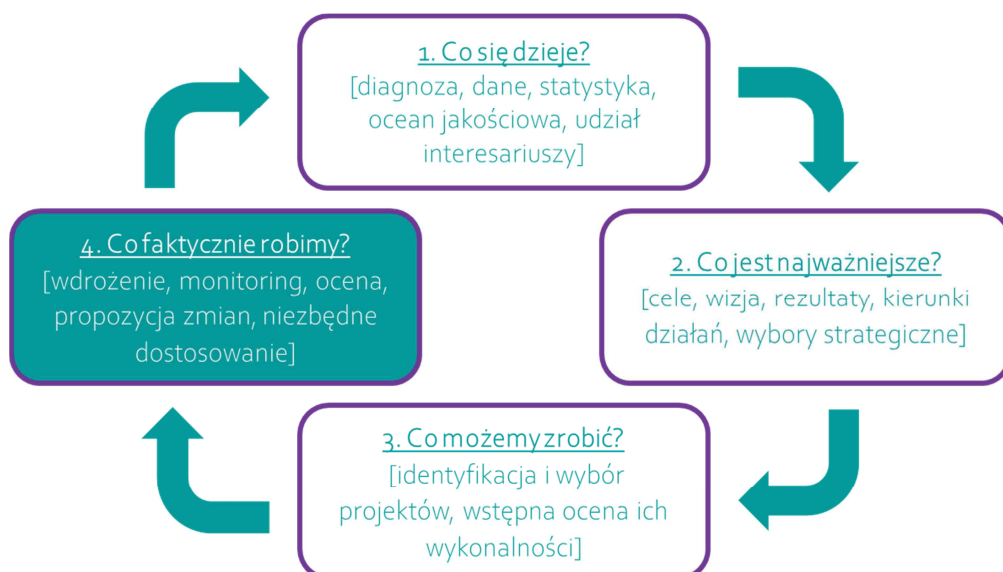 1. Co się dzieje?
[diagnoza, dane, statystyka,
ocean jakościowa, udział
interesariuszy]
2. Co jest najważniejsze?
[cele, wizja, rezultaty, kierunki
działań, wybory strategiczne]
3. Co możemy zrobić?
[identyfikacja i wybór
projektów, wstępna ocena ich
wykonalności]
4. Co faktycznie robimy?
[wdrożenie, monitoring, ocena,
propozycja zmian, niezbędne
dostosowanie]